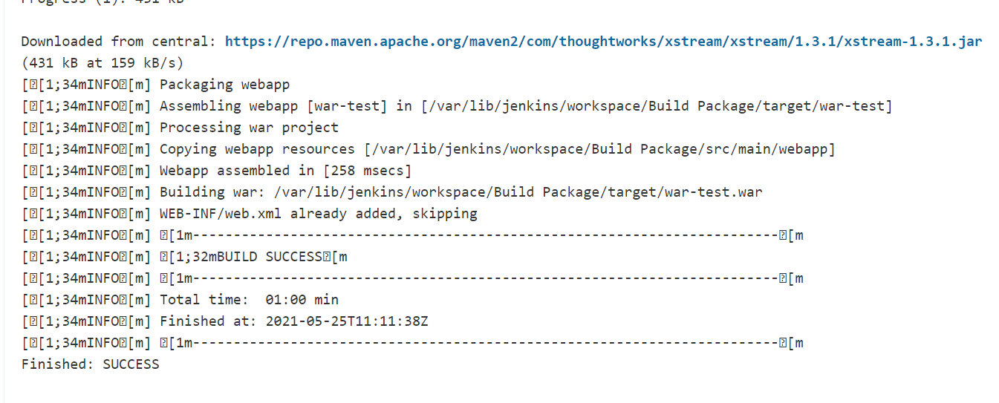 Progress (1): 431 kB
Downloaded from central: https://repo.maven.apache.org/maven2/com/thoughtworks/xstream/xstream/1.3.1/xstream-1.3.1.jar
(431 kB at 159 kB/s)
[�[1;34mINFO�[m] Packaging webapp
[�[1;34mINFO�[m] Assembling webapp [war-test] in [/var/lib/jenkins/workspace/Build Package/target/war-test]
[�[1;34mINFO�[m] Processing war project
[�[1;34mINFO�[m] Copying webapp resources [/var/lib/jenkins/workspace/Build Package/src/main/webapp]
[�[1;34mINFO�[m] Webapp assembled in [258 msecs]
[�[1;34mINFO�[m] Building war: /var/lib/jenkins/workspace/Build Package/target/war-test.war
[�[1;34mINFO�[m] WEB-INF/web.xml already added, skipping
[�[1;34mINFO�[m] �[1m------------------------------------------------------------------------�[m
[�[1;34mINFO�[m] �[1;32mBUILD SUCCESS�[m
[�[1;34mINFO�[m] �[1m------------------------------------------------------------------------�[m
[�[1;34mINFO�[m] Total time:  01:00 min
[�[1;34mINFO�[m] Finished at: 2021-05-25T11:11:38Z
[�[1;34mINFO�[m] �[1m------------------------------------------------------------------------�[m
Finished: SUCCESS